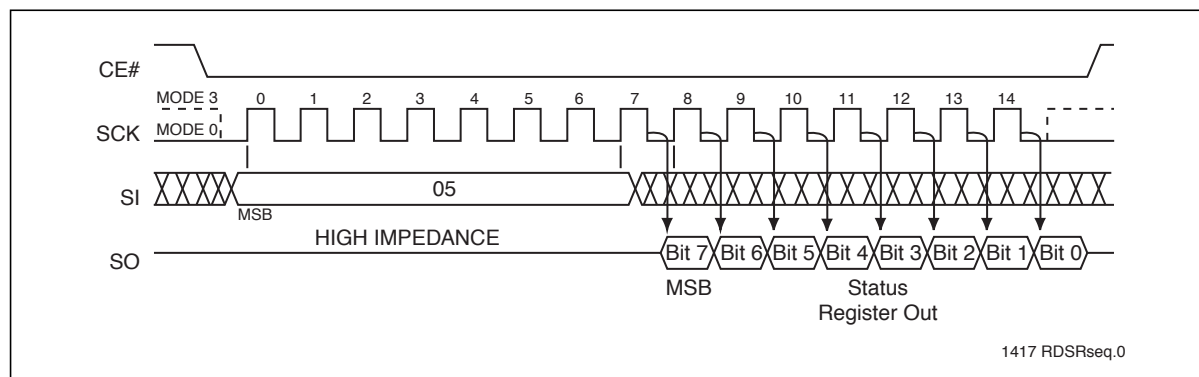 CE#
MODE 3 0 1 2 3 4 5 6 7 8 9 10 11 12 13 14
SCK MODE 0
SI 05
MSB
HIGH IMPEDANCE
SO Bit 7 Bit 6 Bit 5 Bit 4 Bit 3 Bit 2 Bit 1 Bit 0
MSB Status
Register Out
1417 RDSRseq.0